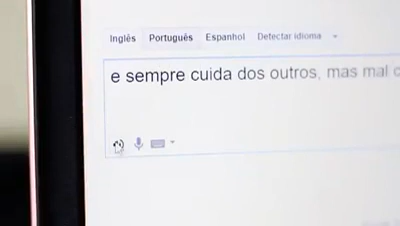 Inglês Português Espanhol Detectar idioma
e sempre cuida dos outros, mas mal